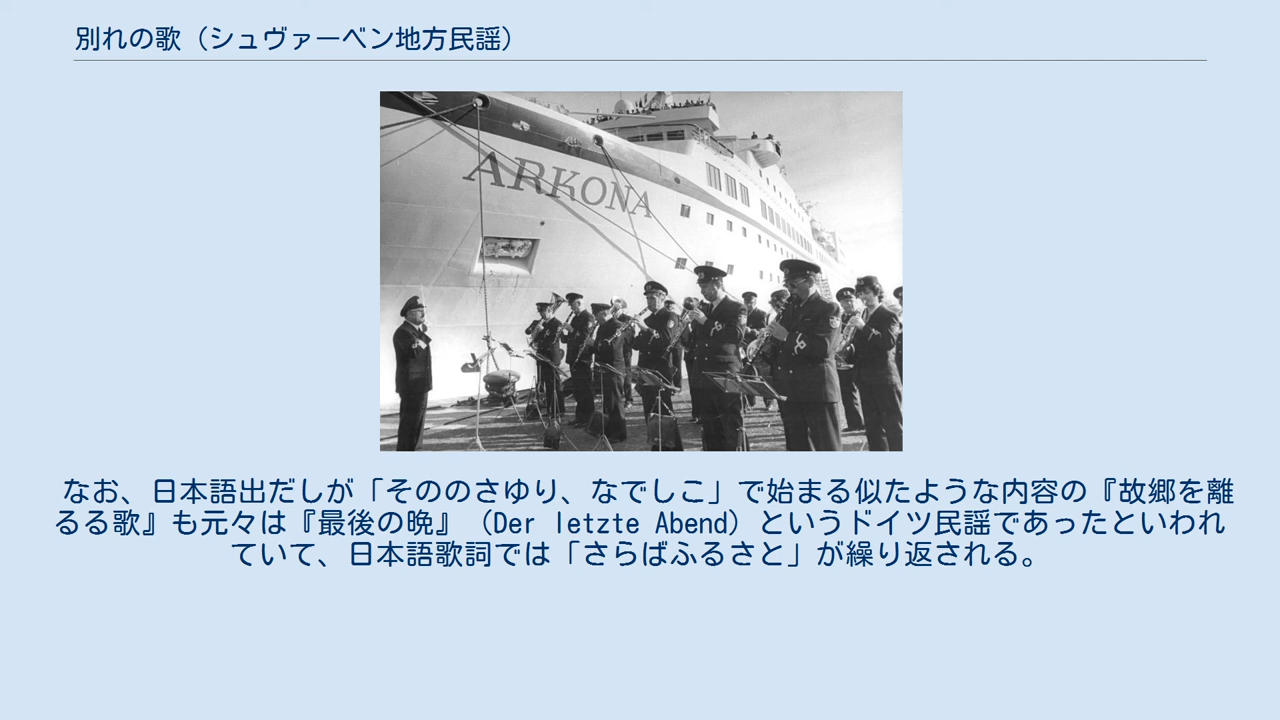 別れの歌（シュヴァーベン地方民謡）
ARKONA
なお、日本語出だしが「そののさゆり、なでしこ」で始まる似たような内容の『故郷を離
るる歌』も元々は『最後の晩』（Der letzte Abend）というドイツ民謡であったといわれ
ていて、日本語歌詞では「さらばふるさと」が繰り返される。